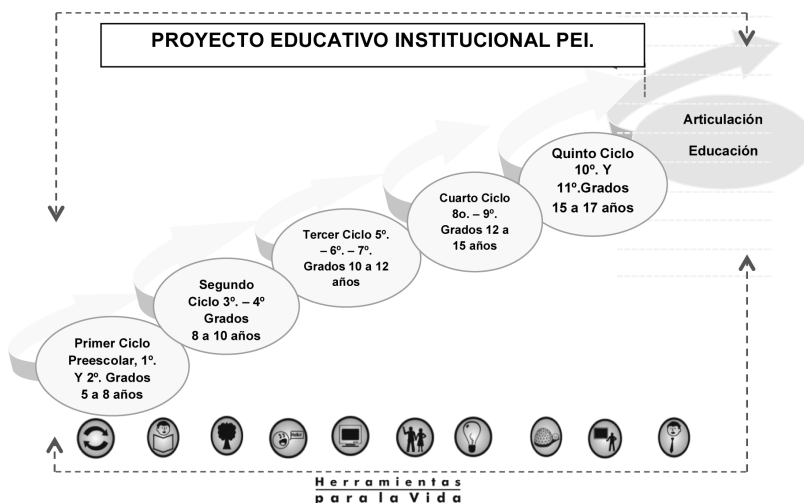 PROYECTO EDUCATIVO INSTITUCIONAL PEI.
Articulación
Educación
Quinto Ciclo
10º. Y
11º.Grados
15 a 17 años
Cuarto Ciclo
8o. – 9º.
Grados 12 a
15 años
Tercer Ciclo 5º.
– 6º. – 7º.
Grados 10 a 12
años
Segundo
Ciclo 3º. – 4º
Grados
8 a 10 años
Primer Ciclo
Preescolar, 1º.
Y 2º. Grados
5 a 8 años
Hello!
Herramientas
para la Vida